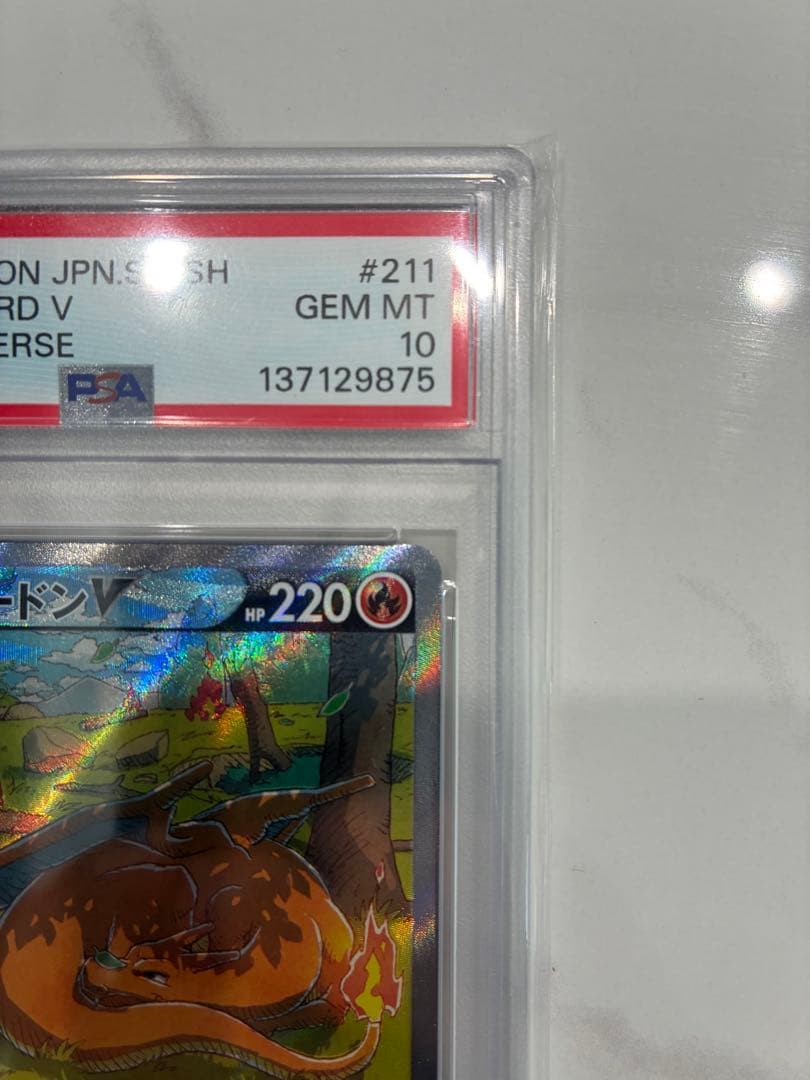 ON JPN.S SH #211
RD V GEM MT
ERSE 10
PSA 137129875
ードンV HP 220